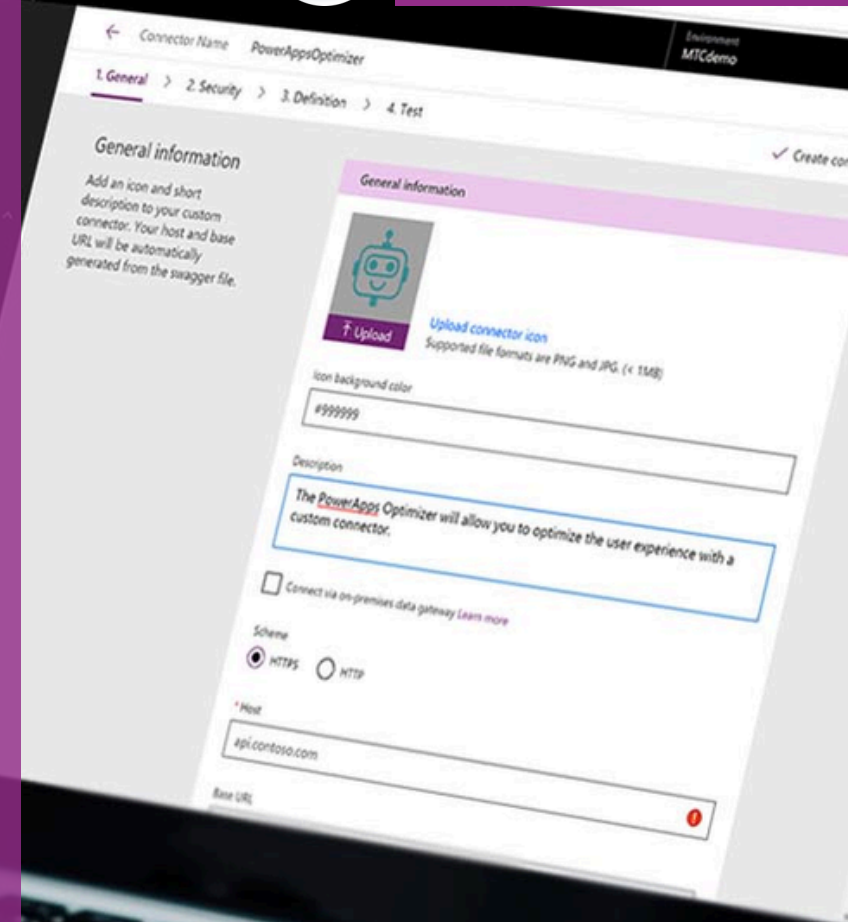 Environment
MTCdemo
Connector Name PowerAppsOptimizer
1. General > 2. Security > 3. Definition > 4. Test
Create
General information
Add an icon and short
description to your custom
connector. Your host and base
URL will be automatically
generated from the swagger file.
General information
Upload
Upload connector icon
Supported file formats are PNG and JPG. (< 1MB)
Icon background color
#999999
Description
The PowerApps Optimizer will allow you to optimize the user experience with a
custom connector.
Connect via on-premises data gateway Learn more
Scheme
HTTPS HTTP
* Host
api.contoso.com
Base URL